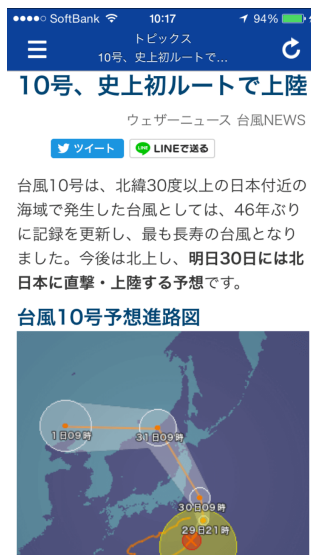 SoftBank 10:17 94%
トピックス
10号、史上初ルートで…
10号、史上初ルートで上陸
ウェザーニュース 台風NEWS
ツイート LINEで送る
台風10号は、北緯30度以上の日本付近の
海域で発生した台風としては、46年ぶり
に記録を更新し、最も長寿の台風となり
ました。今後は北上し、明日30日には北
日本に直撃・上陸する予想です。
台風10号予想進路図
1日09時 31日09時
30日09時
29日21時